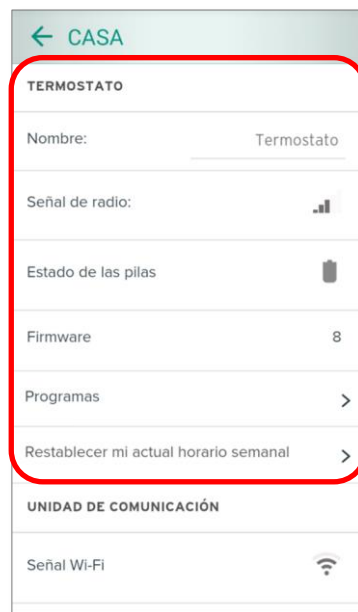 CASA
TERMOSTATO
Nombre: Termostato
Señal de radio:
Estado de las pilas
Firmware 8
Programas
Restablecer mi actual horario semanal
UNIDAD DE COMUNICACIÓN
Señal Wi-Fi